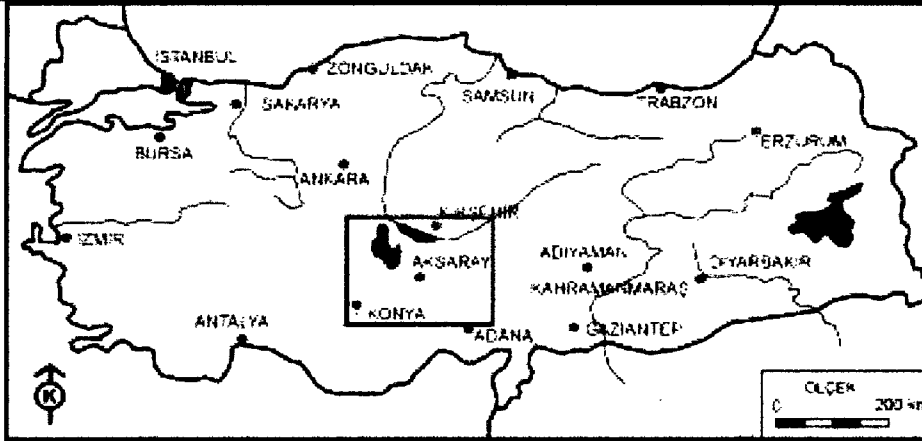 İSTANBUL
ZONGULDAK
SAKARYA
SAMSUN
TRABZON
BURSA
ERZURUM
ANKARA
KIRŞEHİR
İZMİR
AKSARAY
ADIYAMAN
DİYARBAKIR
KAHRAMANMARAŞ
KONYA
ANTALYA
ADANA
GAZİANTEP
K
ÖLÇEK
0 200 km